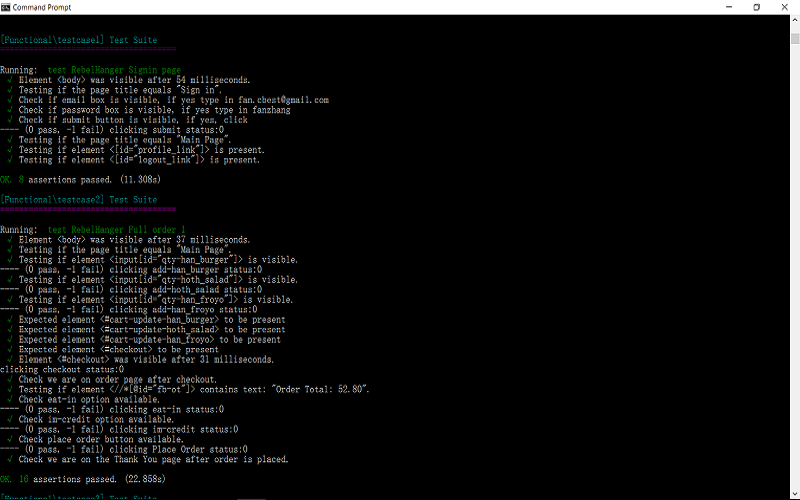 Command Prompt
[Functional\testcase1] Test Suite
===================================
Running:  test RebelHanger Signin page
√ Element <body> was visible after 54 milliseconds.
√ Testing if the page title equals "Sign in".
√ Check if email box is visible, if yes type in fan.cbest@gmail.com
√ Check if password box is visible, if yes type in fanzhang
√ Check if submit button is visible, if yes, click
---- (0 pass, -1 fail) clicking submit status:0
√ Testing if the page title equals "Main Page".
√ Testing if element <[id="profile_link"]> is present.
√ Testing if element <[id="logout_link"]> is present.
OK. 8 assertions passed. (11.308s)
[Functional\testcase2] Test Suite
===================================
Running:  test RebelHanger Full order 1
√ Element <body> was visible after 37 milliseconds.
√ Testing if the page title equals "Main Page".
√ Testing if element <input[id="qty-han_burger"]> is visible.
---- (0 pass, -1 fail) clicking add-han_burger status:0
√ Testing if element <input[id="qty-hoth_salad"]> is visible.
---- (0 pass, -1 fail) clicking add-hoth_salad status:0
√ Testing if element <input[id="qty-han_froyo"]> is visible.
---- (0 pass, -1 fail) clicking add-han_froyo status:0
√ Expected element <#cart-update-han_burger> to be present
√ Expected element <#cart-update-hoth_salad> to be present
√ Expected element <#cart-update-han_froyo> to be present
√ Expected element <#checkout> to be present
√ Element <#checkout> was visible after 31 milliseconds.
clicking checkout status:0
√ Check we are on order page after checkout.
√ Testing if element <//*[@id="fb-ot"]> contains text: "Order Total: 52.80".
√ Check eat-in option available.
---- (0 pass, -1 fail) clicking eat-in status:0
√ Check im-credit option available.
---- (0 pass, -1 fail) clicking im-credit status:0
√ Check place order button available.
---- (0 pass, -1 fail) clicking Place Order status:0
√ Check we are on the Thank You page after order is placed.
OK. 16 assertions passed. (22.858s)
[Functional\testcase3] Test Suite